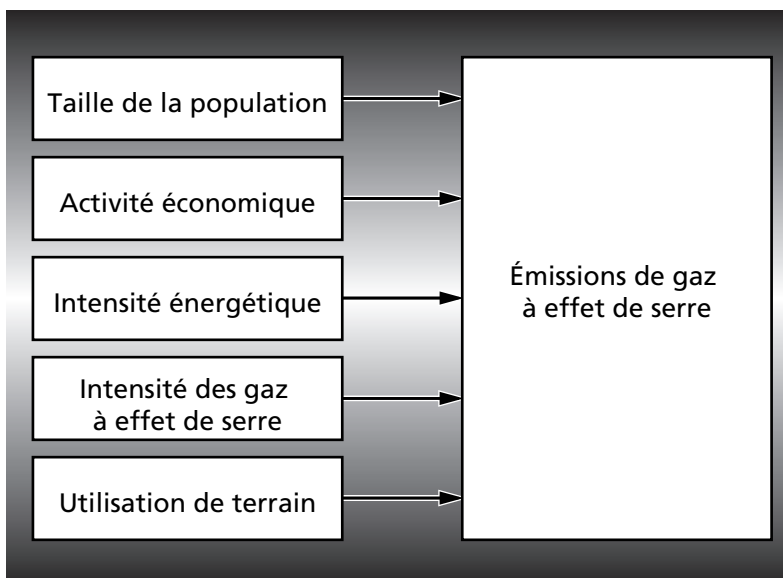 Taille de la population
Activité économique
Intensité énergétique
Intensité des gaz
à effet de serre
Utilisation de terrain
Émissions de gaz
à effet de serre